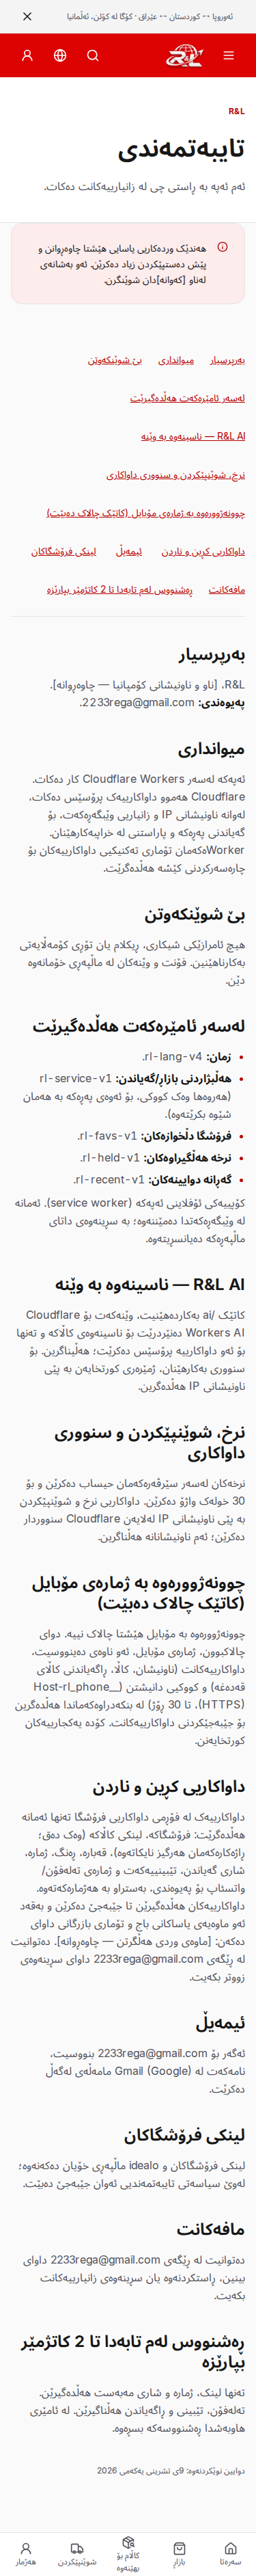 ئەوروپا -- کوردستان -- عێراق · کۆگا لە کۆلن، ئەڵمانیا
R&L
تایبەتمەندی
ئەم ئەپە بە ڕاستی چی لە زانیارییەکانت دەکات.
هەندێک وردەکاریی یاسایی هێشتا چاوەڕوانن و
پێش دەستپێکردن زیاد دەکرێن. ئەو بەشانەی
لەناو [کەوانە]دان شوێنگرن.
بەرپرسیار میوانداری بێ شوێنکەوتن
لەسەر ئامێرەکەت هەڵدەگیرێت
R&L AI — ناسینەوە بە وێنە
نرخ، شوێنپێکردن و سنووری داواکاری
چوونەژوورەوە بە ژمارەی مۆبایل (کاتێک چالاک دەبێت)
داواکاریی کڕین و ناردن ئیمەیڵ لینکی فرۆشگاکان
مافەکانت ڕەشنووس لەم تابەدا تا 2 کاتژمێر بپارێزە
بەرپرسیار
R&L، [ناو و ناونیشانی کۆمپانیا — چاوەڕوانە].
پەیوەندی: 2233rega@gmail.com.
میوانداری
ئەپەکە لەسەر Cloudflare Workers کار دەکات.
Cloudflare هەموو داواکارییەک پرۆسێس دەکات،
لەوانە ناونیشانی IP و زانیاریی وێبگەڕەکەت، بۆ
گەیاندنی پەڕەکە و پاراستنی لە خراپبەکارهێنان.
Workerەکەمان تۆماری تەکنیکیی داواکارییەکان بۆ
چارەسەرکردنی کێشە هەڵدەگرێت.
بێ شوێنکەوتن
هیچ ئامرازێکی شیکاری، ڕیکلام یان تۆڕی کۆمەڵایەتی
بەکارناهێنین. فۆنت و وێنەکان لە ماڵپەڕی خۆمانەوە
دێن.
لەسەر ئامێرەکەت هەڵدەگیرێت
زمان: rl-lang-v4.
هەڵبژاردنی بازاڕ/گەیاندن: rl-service-v1
(هەروەها وەک کووکی، بۆ ئەوەی پەڕەکە بە هەمان
شێوە بکرێتەوە).
فرۆشگا دڵخوازەکان: rl-favs-v1.
نرخە هەڵگیراوەکان: rl-held-v1.
گەڕانە دوایینەکان: rl-recent-v1.
کۆپییەکی ئۆفلاینی ئەپەکە (service worker). ئەمانە
لە وێبگەڕەکەتدا دەمێننەوە؛ بە سڕینەوەی داتای
ماڵپەڕەکە دەیانسڕیتەوە.
R&L AI — ناسینەوە بە وێنە
کاتێک /ai بەکاردەهێنیت، وێنەکەت بۆ Cloudflare
Workers AI دەنێردرێت بۆ ناسینەوەی کاڵاکە و تەنها
بۆ ئەو داواکارییە پرۆسێس دەکرێت؛ هەڵیناگرین. بۆ
سنووری بەکارهێنان، ژمێرەری کورتخایەن بە پێی
ناونیشانی IP هەڵدەگرین.
نرخ، شوێنپێکردن و سنووری
داواکاری
نرخەکان لەسەر سێرڤەرەکەمان حیساب دەکرێن و بۆ
30 خولەک واژۆ دەکرێن. داواکاریی نرخ و شوێنپێکردن
بە پێی ناونیشانی IP لەلایەن Cloudflare سنووردار
دەکرێن؛ ئەم ناونیشانانە هەڵناگرین.
چوونەژوورەوە بە ژمارەی مۆبایل
(کاتێک چالاک دەبێت)
چوونەژوورەوە بە مۆبایل هێشتا چالاک نییە. دوای
چالاکبوون، ژمارەی مۆبایل، ئەو ناوەی دەینووسیت،
داواکارییەکانت (ناونیشان، کاڵا، ڕاگەیاندنی کاڵای
قەدەغە) و کووکیی دانیشتن (__Host-rl_phone
(HTTPS)، تا 30 ڕۆژ) لە بنکەدراوەکەماندا هەڵدەگرین
بۆ جێبەجێکردنی داواکارییەکانت. کۆدە یەکجارییەکان
کورتخایەنن.
داواکاریی کڕین و ناردن
داواکارییەک لە فۆڕمی داواکاریی فرۆشگا تەنها ئەمانە
هەڵدەگرێت: فرۆشگاکە، لینکی کاڵاکە (وەک دەق؛
ڕاژەکارەکەمان هەرگیز نایکاتەوە)، قەبارە، ڕەنگ، ژمارە،
شاری گەیاندن، تێبینییەکەت و ژمارەی تەلەفۆن/
واتسئاپ بۆ پەیوەندی، بەستراو بە هەژمارەکەتەوە.
داواکارییەکان هەڵدەگیرێن تا جێبەجێ دەکرێن و بەقەد
ئەو ماوەیەی یاساکانی باج و تۆماری بازرگانی داوای
دەکەن: [ماوەی وردی هەڵگرتن — چاوەڕوانە]. دەتوانیت
لە ڕێگەی 2233rega@gmail.com داوای سڕینەوەی
زووتر بکەیت.
ئیمەیڵ
ئەگەر بۆ 2233rega@gmail.com بنووسیت،
نامەکەت لە Gmail (Google) مامەڵەی لەگەڵ
دەکرێت.
لینکی فرۆشگاکان
لینکی فرۆشگاکان و idealo ماڵپەڕی خۆیان دەکەنەوە؛
لەوێ سیاسەتی تایبەتمەندیی ئەوان جێبەجێ دەبێت.
مافەکانت
دەتوانیت لە ڕێگەی 2233rega@gmail.com داوای
بینین، ڕاستکردنەوە یان سڕینەوەی زانیارییەکانت
بکەیت.
ڕەشنووس لەم تابەدا تا 2 کاتژمێر
بپارێزە
تەنها لینک، ژمارە و شاری مەبەست هەڵدەگیرێن.
تەلەفۆن، تێبینی و ڕاگەیاندن هەڵناگیرێن. لە ئامێری
هاوبەشدا ڕەشنووسەکە بسڕەوە.
دوایین نوێکردنەوە: 9ی تشرینی یەکەمی 2026
سەرەتا بازاڕ کاڵام بۆ بهێنەوە شوێنپێکردن هەژمار